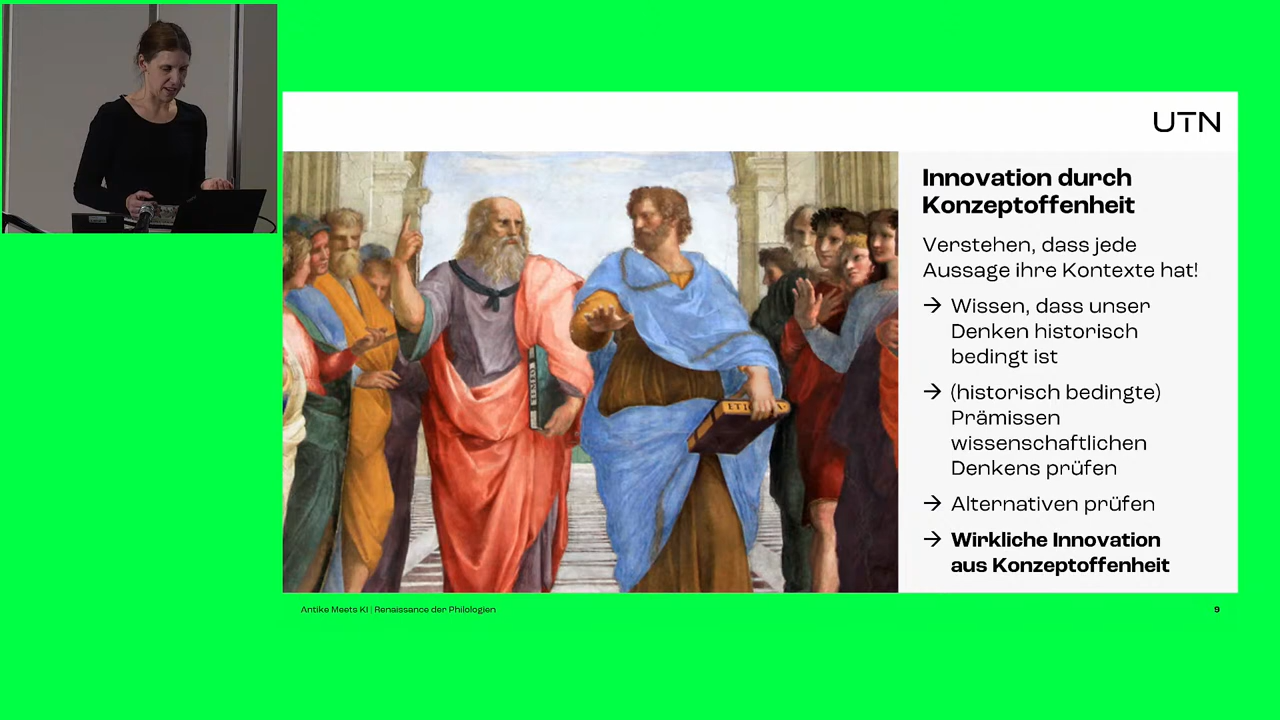 UTN
Innovation durch
Konzeptoffenheit
Verstehen, dass jede
Aussage ihre Kontexte hat!
→ Wissen, dass unser
Denken historisch
bedingt ist
→ (historisch bedingte)
Prämissen
wissenschaftlichen
Denkens prüfen
→ Alternativen prüfen
→ Wirkliche Innovation
aus Konzeptoffenheit
Antike Meets KI | Renaissance der Philologien
9